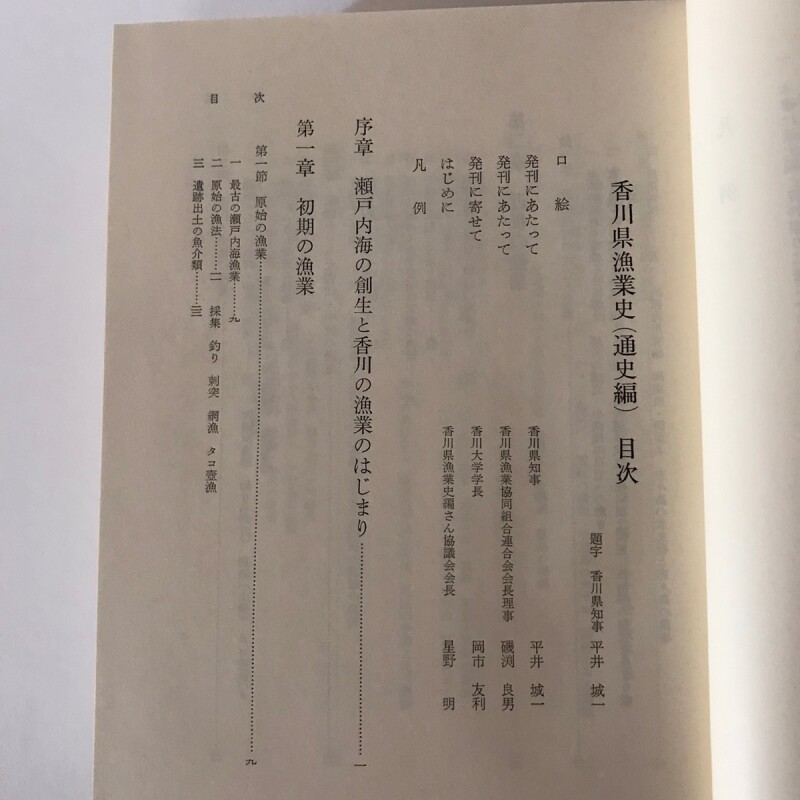 香川県漁業史(通史編) 目次
題字 香川県知事 平井 城一
口絵
発刊にあたって 香川県知事 平井 城一
発刊にあたって 香川県漁業協同組合連合会会長理事 磯渕 良男
発刊に寄せて 香川大学学長 岡市 友利
はじめに 香川県漁業史編さん協議会会長 星野 明
凡例
序章 瀬戸内海の創生と香川の漁業のはじまり……一
第一章 初期の漁業
第一節 原始の漁業……九
一 最古の瀬戸内海漁業……九
二 原始の漁法……一一 採集 釣り 刺突 網漁 タコ壺漁
三 遺跡出土の魚介類……二三
目次